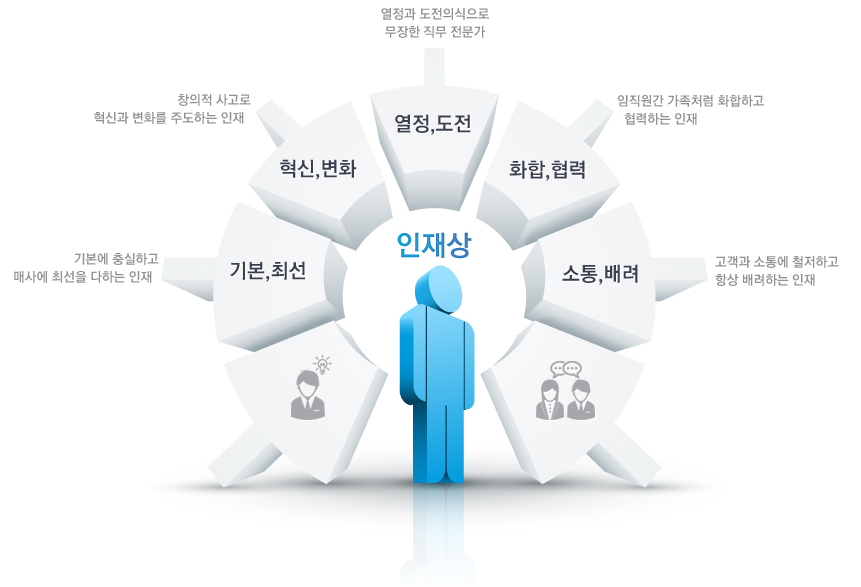 열정과 도전의식으로
무장한 직무 전문가
열정,도전
창의적 사고로
혁신과 변화를 주도하는 인재
혁신,변화
임직원간 가족처럼 화합하고
협력하는 인재
화합,협력
인재상
기본에 충실하고
매사에 최선을 다하는 인재
기본,최선
고객과 소통에 철저하고
항상 배려하는 인재
소통,배려